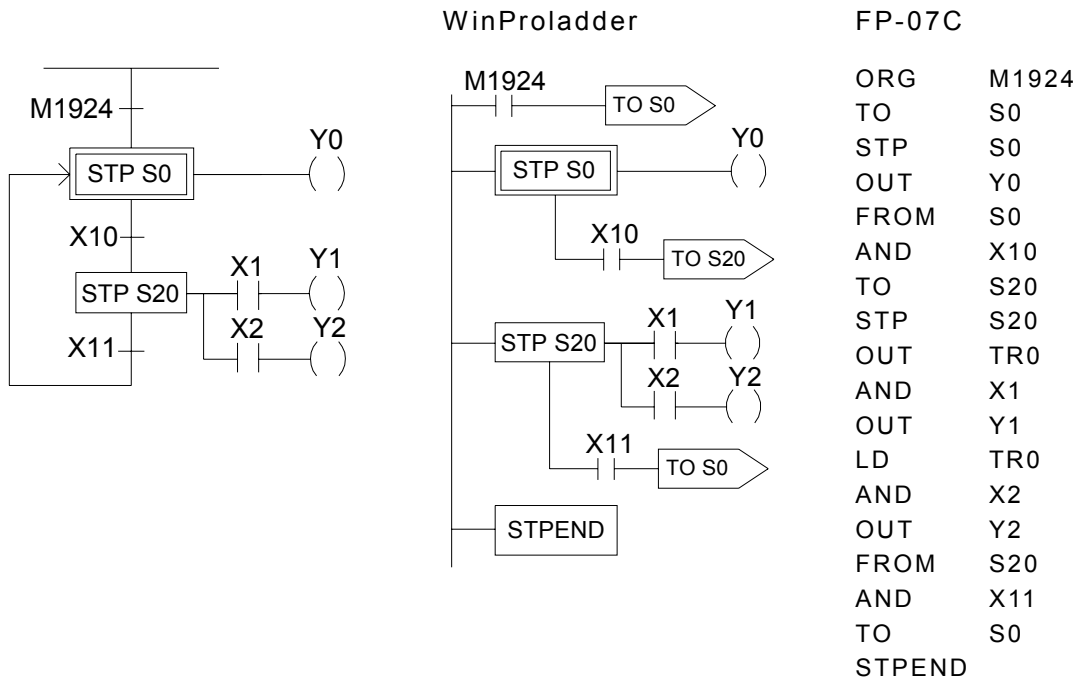 WinProladder
FP-07C
M1924
STP S0
Y0
X10
STP S20
X1
Y1
X2
Y2
X11
M1924
TO S0
STP S0
Y0
X10
TO S20
STP S20
X1
Y1
X2
Y2
X11
TO S0
STPEND
ORG M1924
TO S0
STP S0
OUT Y0
FROM S0
AND X10
TO S20
STP S20
OUT TR0
AND X1
OUT Y1
LD TR0
AND X2
OUT Y2
FROM S20
AND X11
TO S0
STPEND